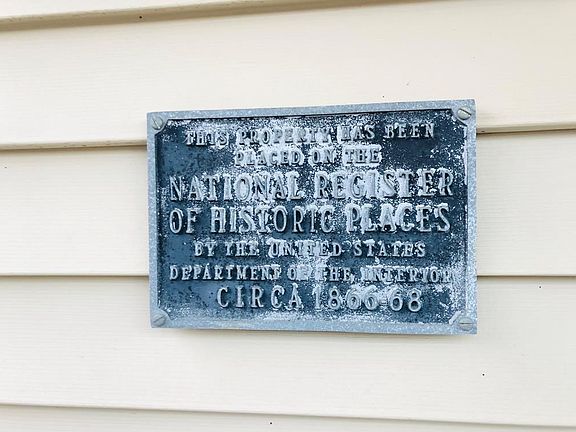 THIS PROPERTY HAS BEEN
PLACED ON THE
NATIONAL REGISTER
OF HISTORIC PLACES
BY THE UNITED STATES
DEPARTMENT OF THE INTERIOR
CIRCA 1866-68